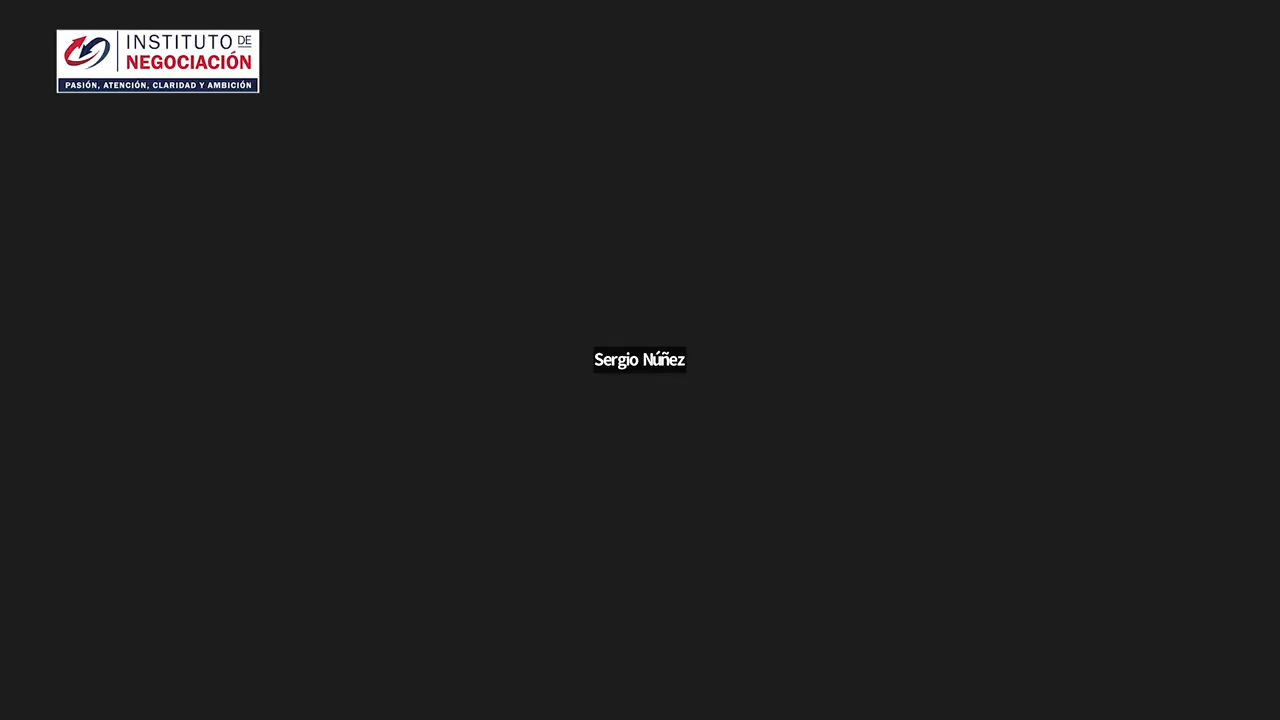 INSTITUTO DE
NEGOCIACIÓN
PASIÓN, ATENCIÓN, CLARIDAD Y AMBICIÓN
Sergio Núñez